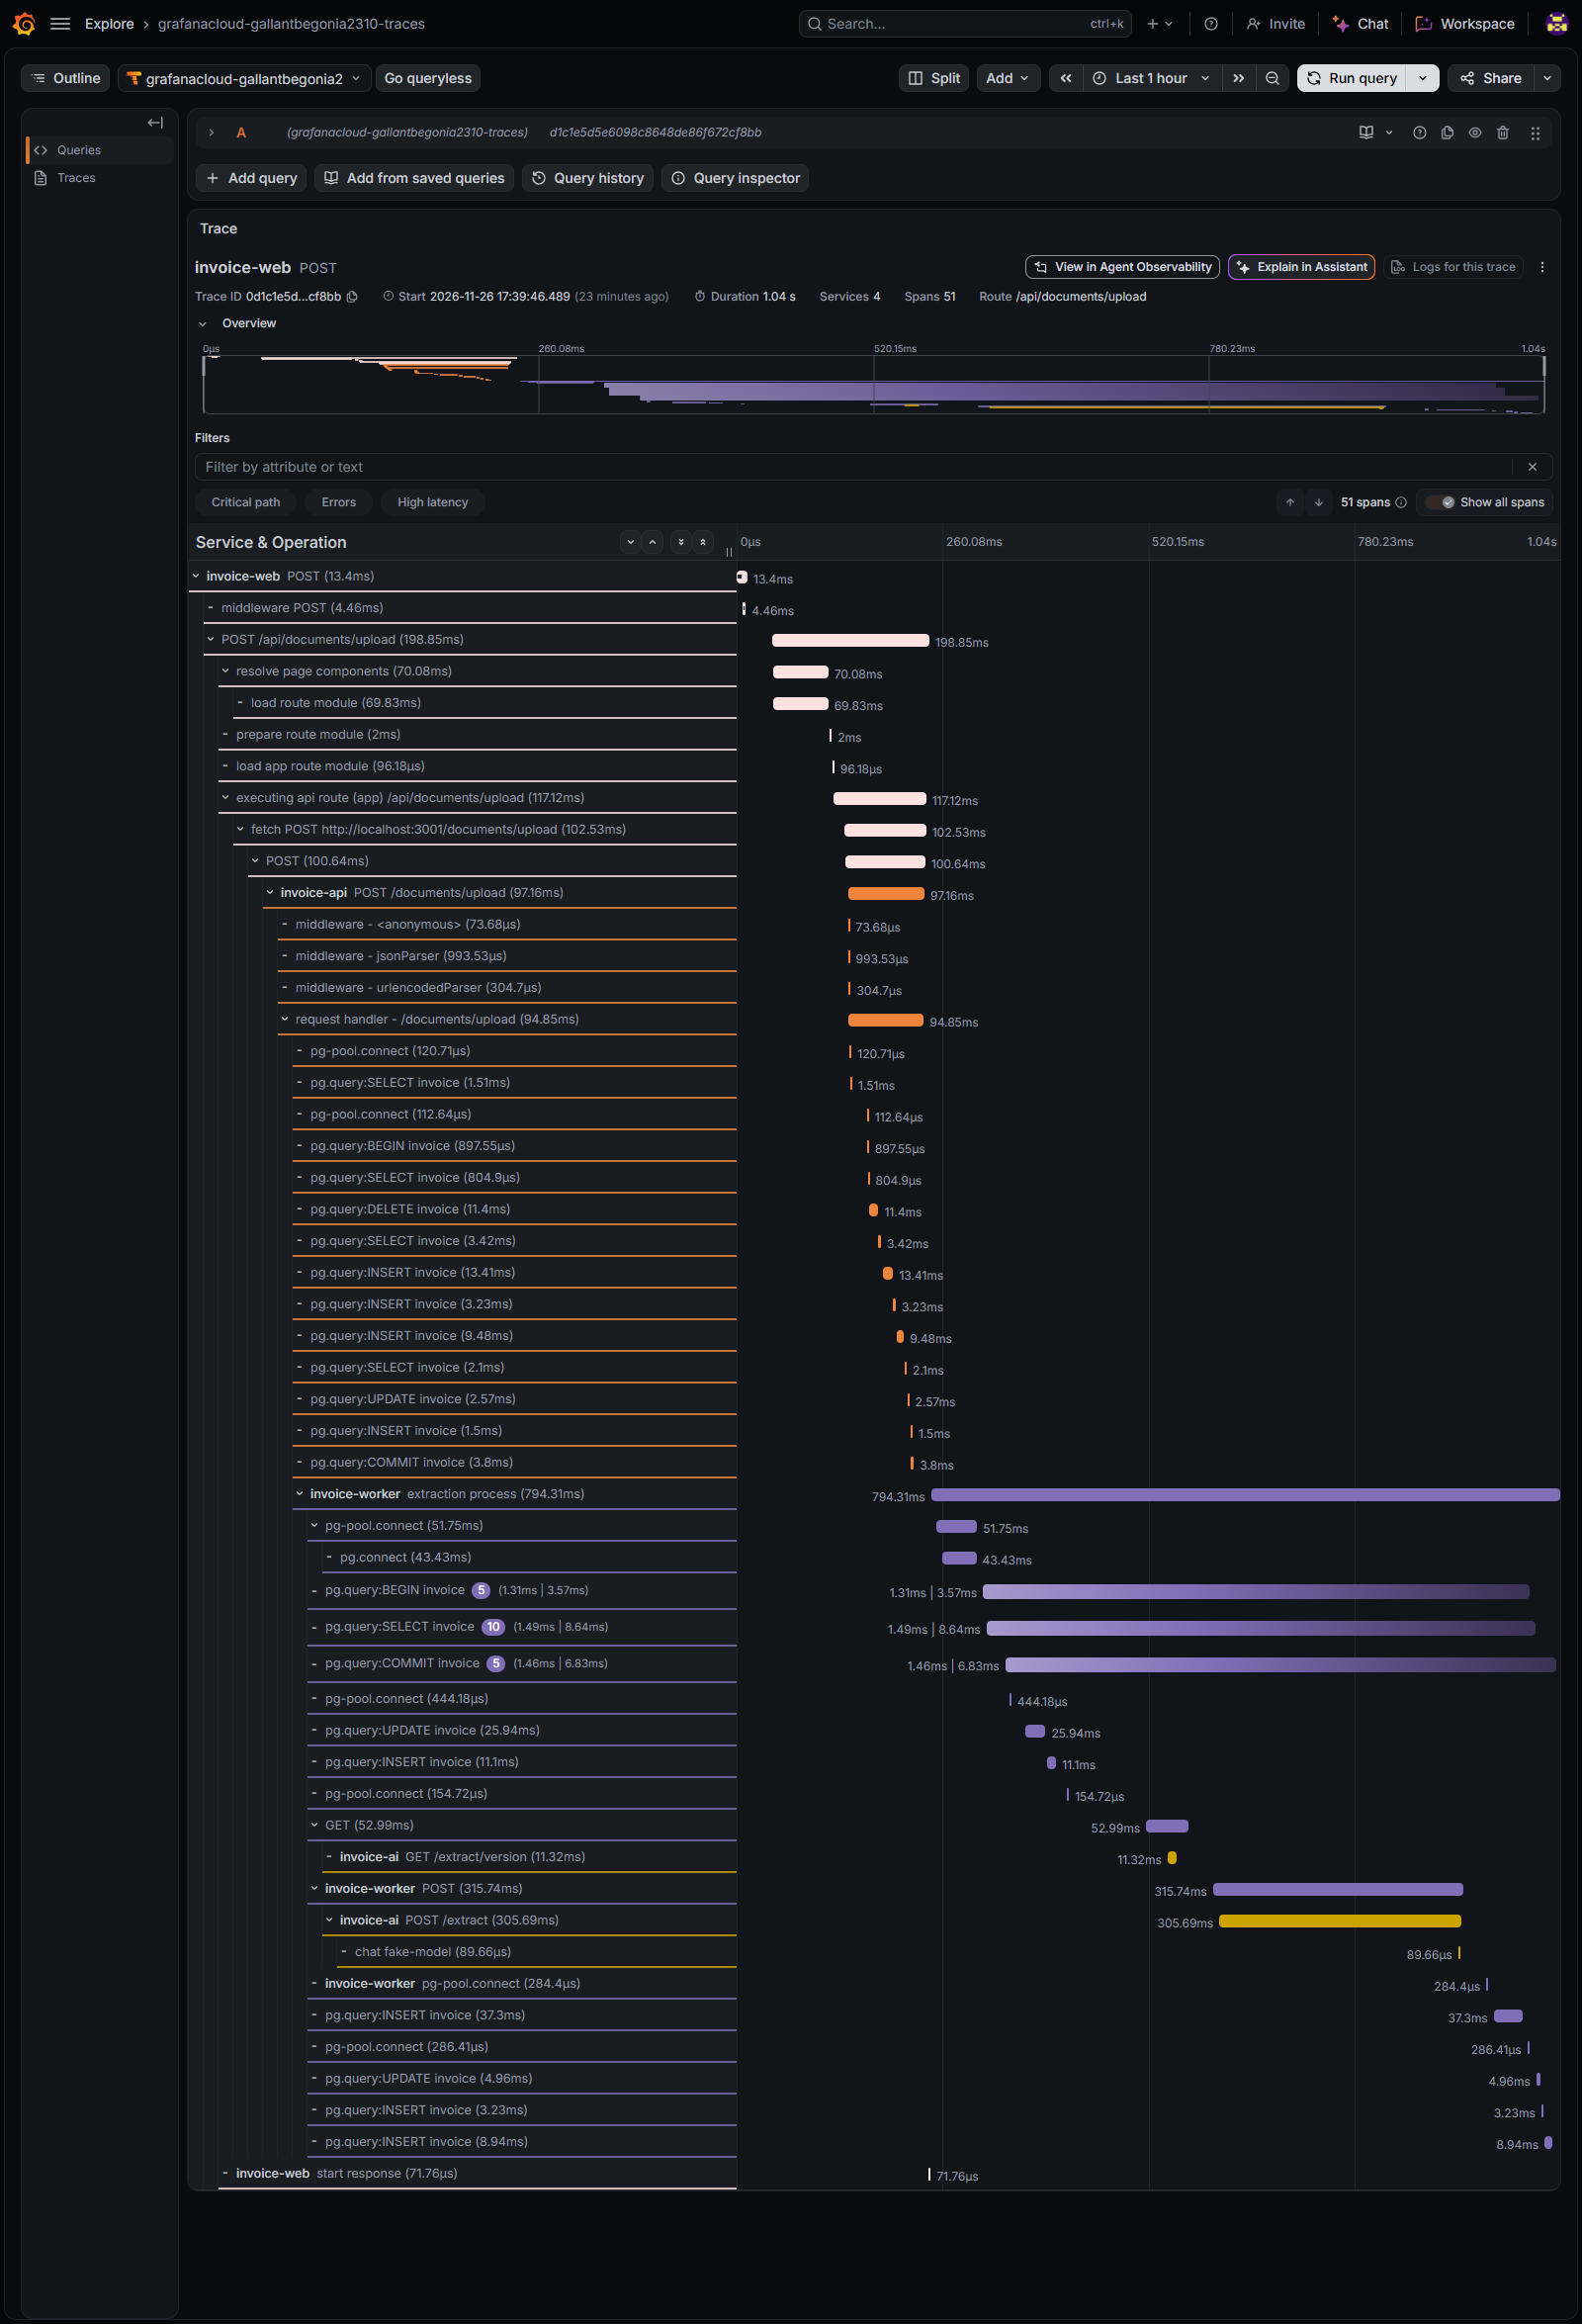 Explore › grafanacloud-gallantbegonia2310-traces
Search... ctrl+k
Invite
Chat
Workspace
Outline
grafanacloud-gallantbegonia2
Go queryless
Split
Add
Last 1 hour
Run query
Share
Queries
Traces
A (grafanacloud-gallantbegonia2310-traces) d1c1e5d5e6098c8648de86f672cf8bb
Add query
Add from saved queries
Query history
Query inspector
Trace
invoice-web POST
View in Agent Observability
Explain in Assistant
Logs for this trace
Trace ID 0d1c1e5d...cf8bb Start 2026-11-26 17:39:46.489 (23 minutes ago) Duration 1.04 s Services 4 Spans 51 Route /api/documents/upload
Overview
0μs 260.08ms 520.15ms 780.23ms 1.04s
Filters
Filter by attribute or text
Critical path
Errors
High latency
51 spans
Show all spans
Service & Operation 0μs 260.08ms 520.15ms 780.23ms 1.04s
invoice-web POST (13.4ms) 13.4ms
middleware POST (4.46ms) 4.46ms
POST /api/documents/upload (198.85ms) 198.85ms
resolve page components (70.08ms) 70.08ms
load route module (69.83ms) 69.83ms
prepare route module (2ms) 2ms
load app route module (96.18μs) 96.18μs
executing api route (app) /api/documents/upload (117.12ms) 117.12ms
fetch POST http://localhost:3001/documents/upload (102.53ms) 102.53ms
POST (100.64ms) 100.64ms
invoice-api POST /documents/upload (97.16ms) 97.16ms
middleware - <anonymous> (73.68μs) 73.68μs
middleware - jsonParser (993.53μs) 993.53μs
middleware - urlencodedParser (304.7μs) 304.7μs
request handler - /documents/upload (94.85ms) 94.85ms
pg-pool.connect (120.71μs) 120.71μs
pg.query:SELECT invoice (1.51ms) 1.51ms
pg-pool.connect (112.64μs) 112.64μs
pg.query:BEGIN invoice (897.55μs) 897.55μs
pg.query:SELECT invoice (804.9μs) 804.9μs
pg.query:DELETE invoice (11.4ms) 11.4ms
pg.query:SELECT invoice (3.42ms) 3.42ms
pg.query:INSERT invoice (13.41ms) 13.41ms
pg.query:INSERT invoice (3.23ms) 3.23ms
pg.query:INSERT invoice (9.48ms) 9.48ms
pg.query:SELECT invoice (2.1ms) 2.1ms
pg.query:UPDATE invoice (2.57ms) 2.57ms
pg.query:INSERT invoice (1.5ms) 1.5ms
pg.query:COMMIT invoice (3.8ms) 3.8ms
invoice-worker extraction process (794.31ms) 794.31ms
pg-pool.connect (51.75ms) 51.75ms
pg.connect (43.43ms) 43.43ms
pg.query:BEGIN invoice 5 (1.31ms | 3.57ms) 1.31ms | 3.57ms
pg.query:SELECT invoice 10 (1.49ms | 8.64ms) 1.49ms | 8.64ms
pg.query:COMMIT invoice 5 (1.46ms | 6.83ms) 1.46ms | 6.83ms
pg-pool.connect (444.18μs) 444.18μs
pg.query:UPDATE invoice (25.94ms) 25.94ms
pg.query:INSERT invoice (11.1ms) 11.1ms
pg-pool.connect (154.72μs) 154.72μs
GET (52.99ms) 52.99ms
invoice-ai GET /extract/version (11.32ms) 11.32ms
invoice-worker POST (315.74ms) 315.74ms
invoice-ai POST /extract (305.69ms) 305.69ms
chat fake-model (89.66μs) 89.66μs
invoice-worker pg-pool.connect (284.4μs) 284.4μs
pg.query:INSERT invoice (37.3ms) 37.3ms
pg-pool.connect (286.41μs) 286.41μs
pg.query:UPDATE invoice (4.96ms) 4.96ms
pg.query:INSERT invoice (3.23ms) 3.23ms
pg.query:INSERT invoice (8.94ms) 8.94ms
invoice-web start response (71.76μs) 71.76μs